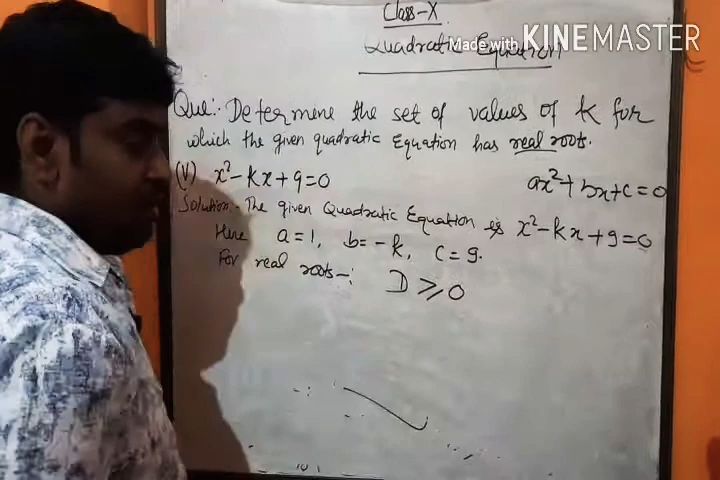 Class-X
Quadratic Equation
Made with KINEMASTER
Que:- Determine the set of values of k for
which the given quadratic Equation has real roots.
(V) x²-kx+9=0
ax²+bx+c=0
Solution- The given Quadratic Equation is x²-kx+9=0
Here a=1, b=-k, c=9.
For real roots-:
D ≥ 0